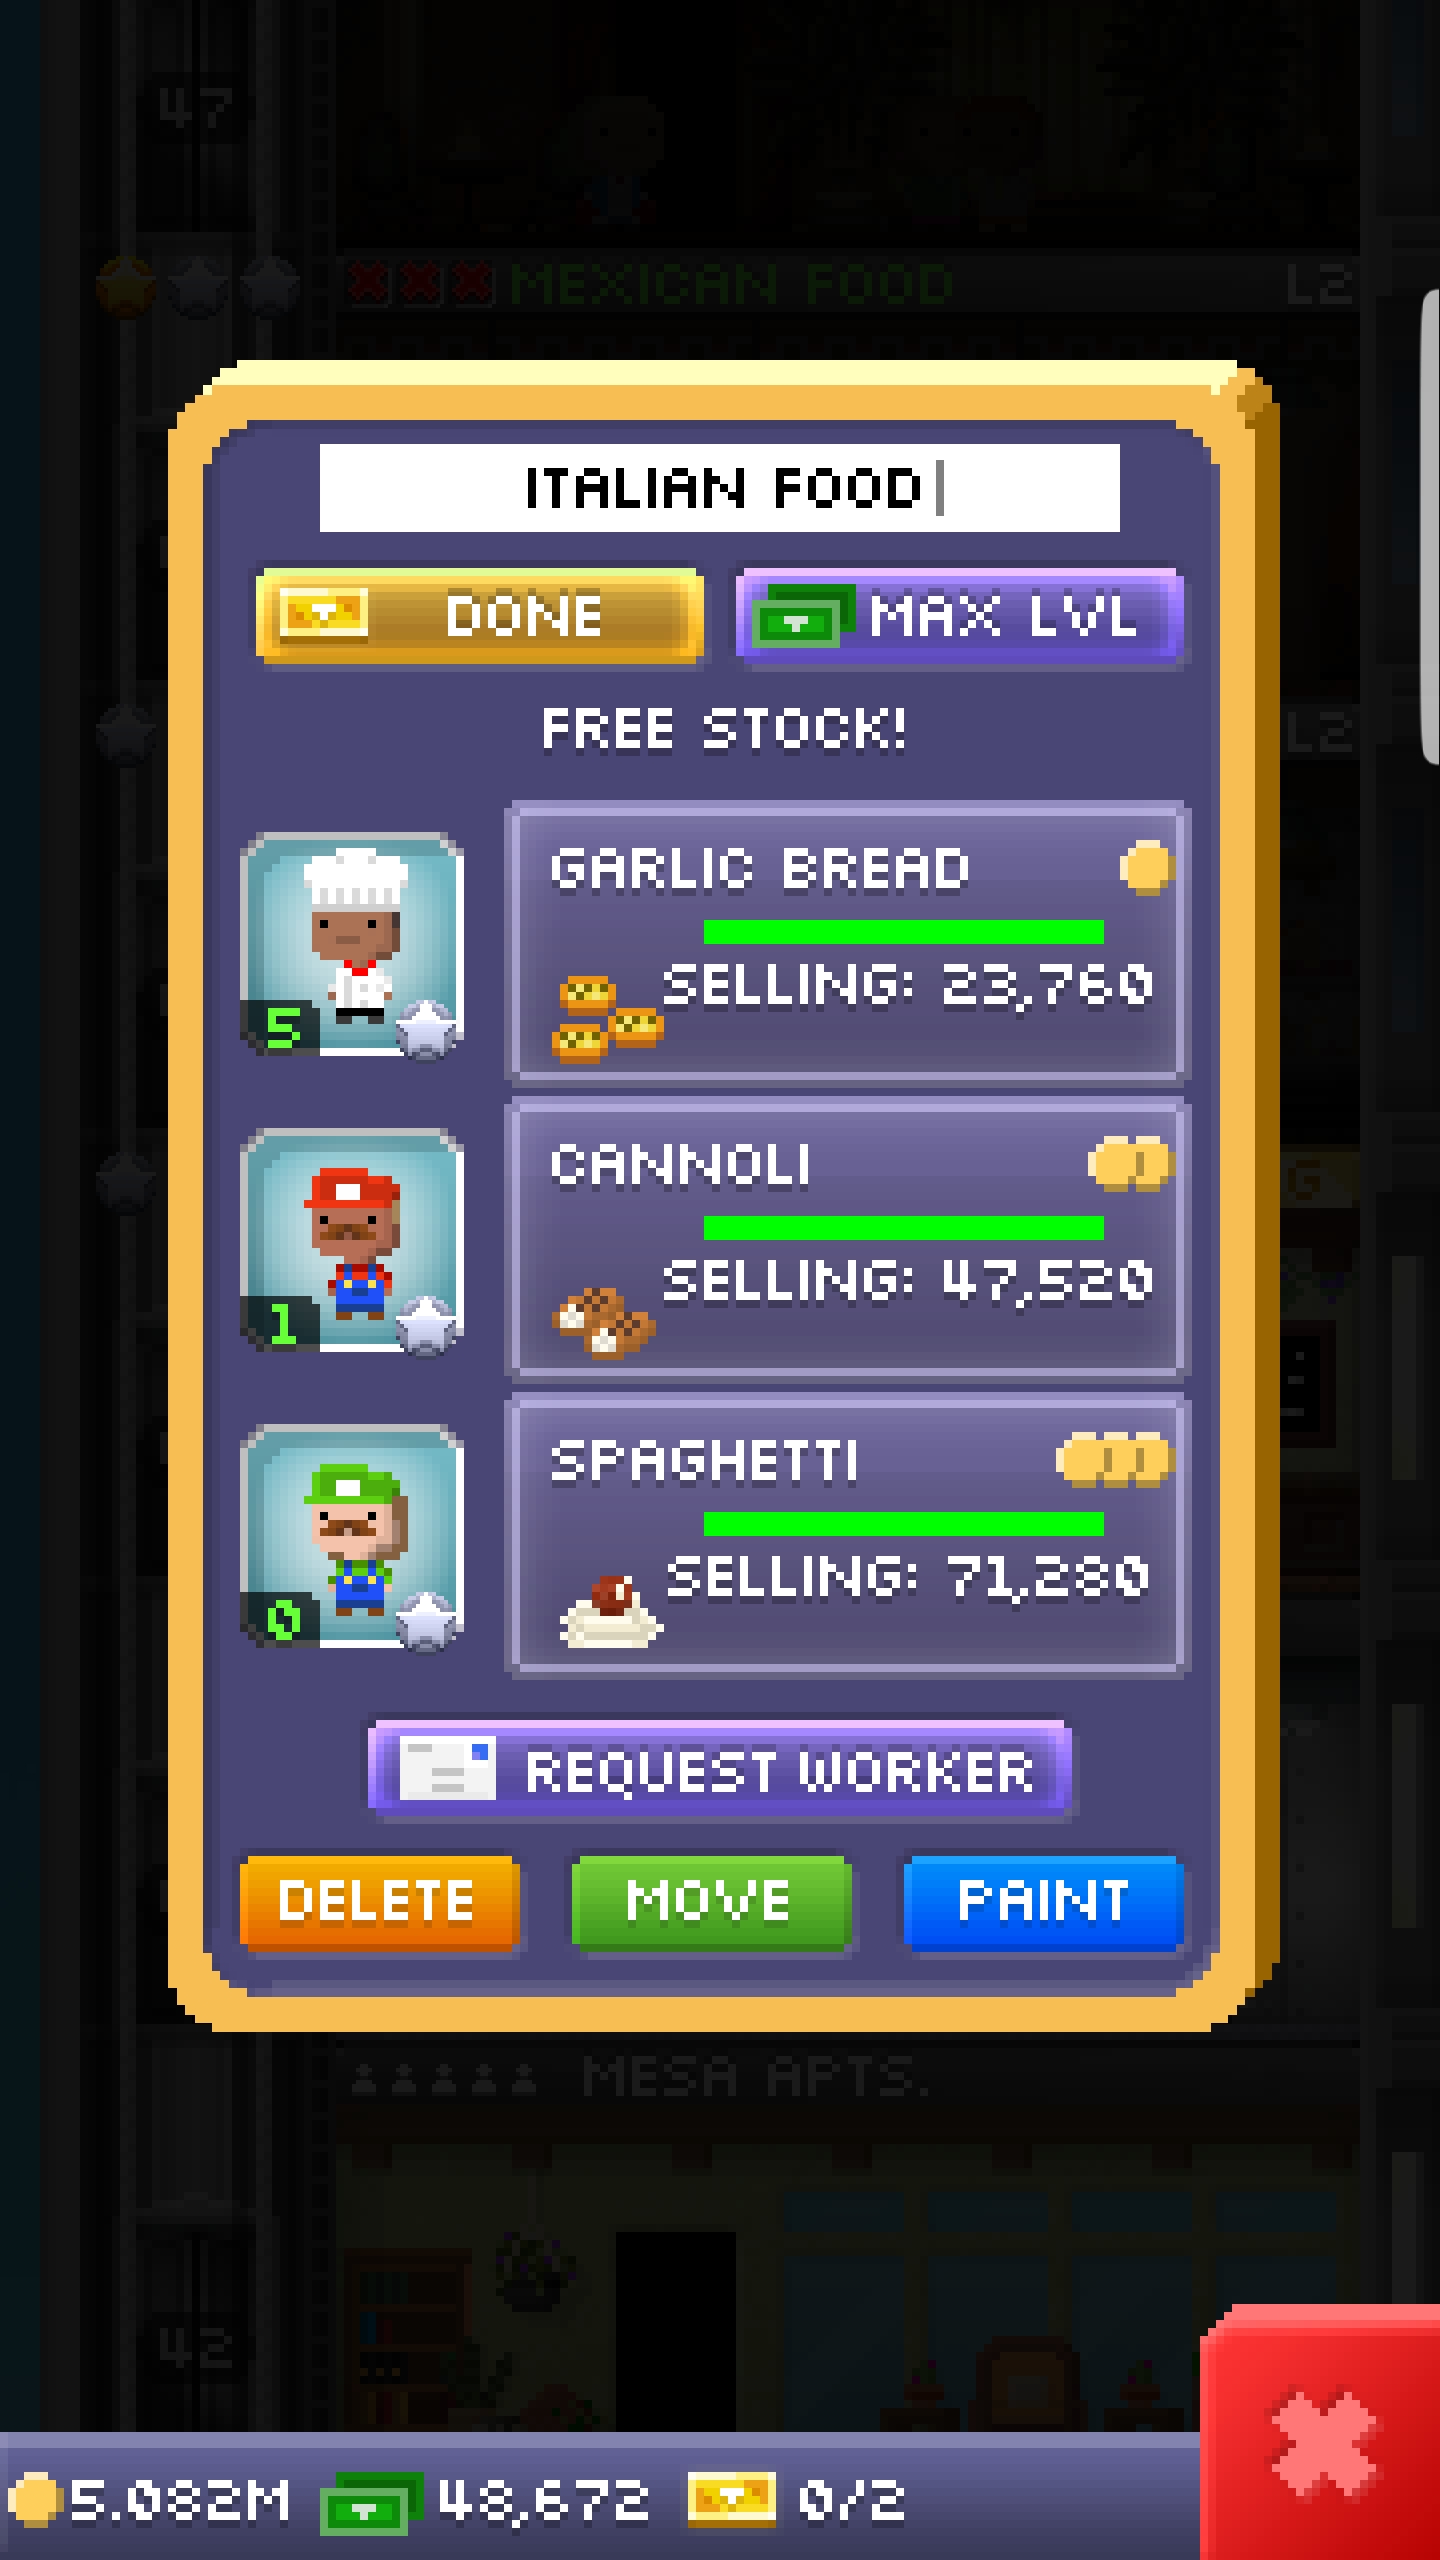 47
MEXICAN FOOD L2
ITALIAN FOOD
DONE
MAX LVL
FREE STOCK!
L2
GARLIC BREAD
SELLING: 23,760
5
CANNOLI
SELLING: 47,520
1
SPAGHETTI
SELLING: 71,280
0
REQUEST WORKER
DELETE
MOVE
PAINT
MESA APTS.
42
5.082M
48,672
0/2